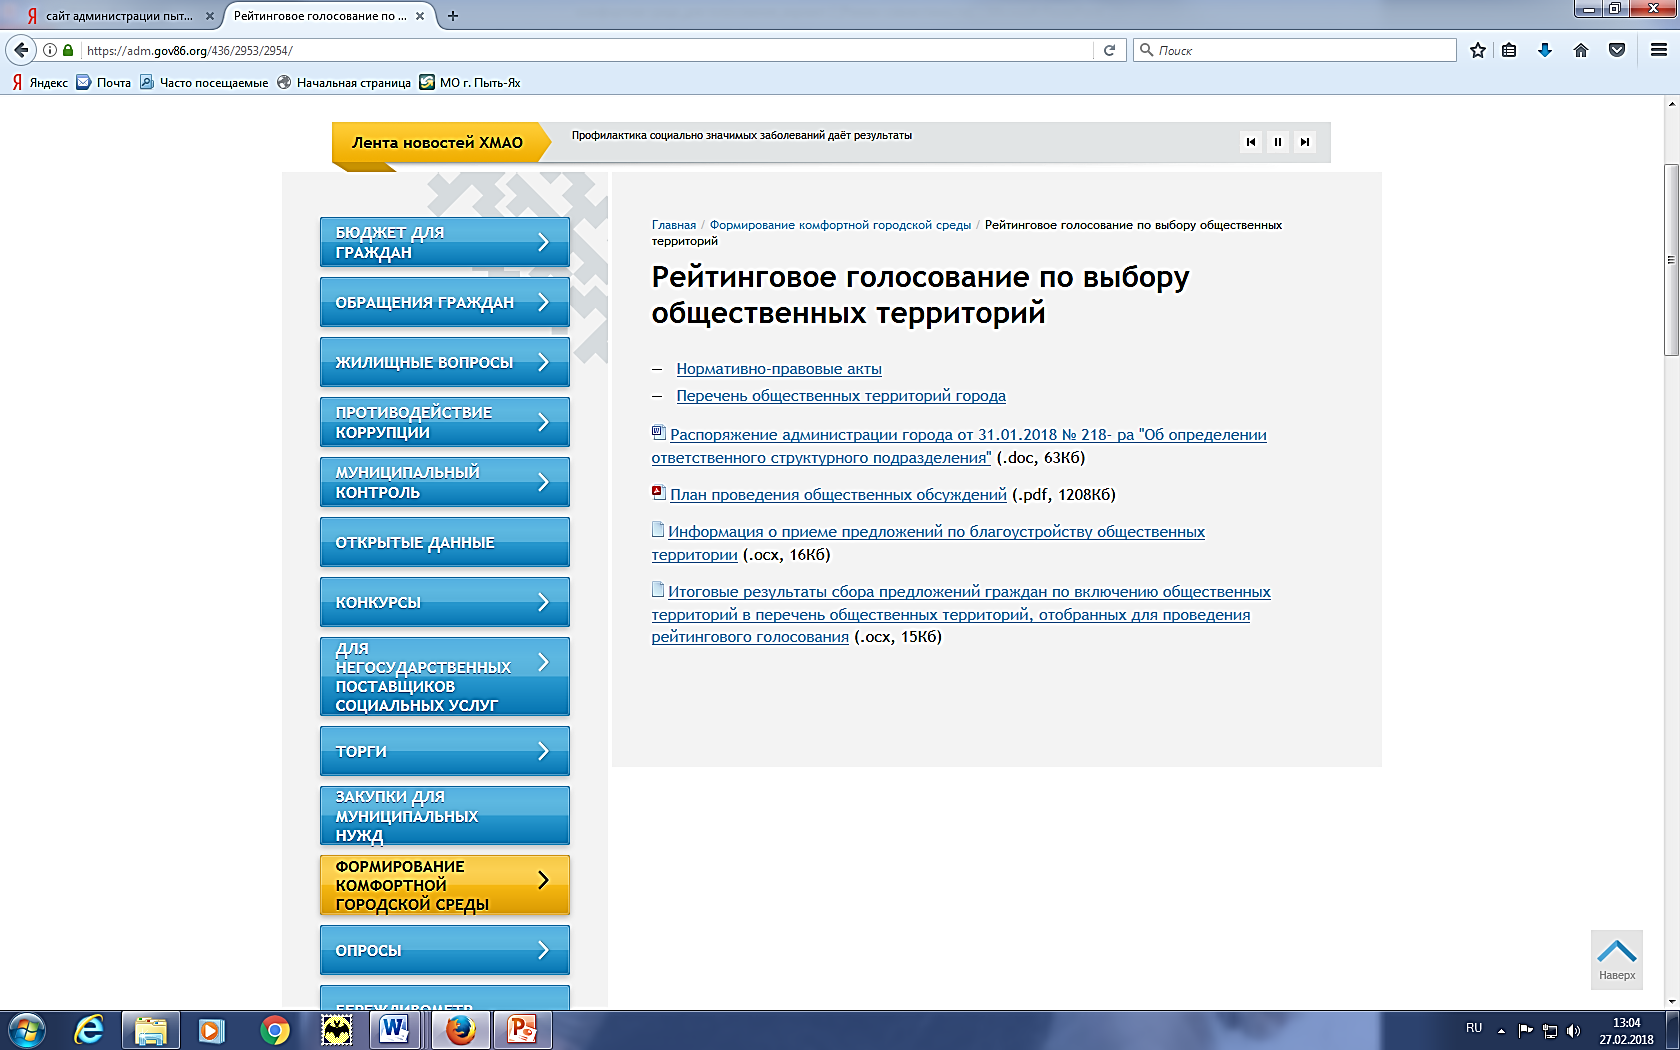 сайт администрации пыт...
Рейтинговое голосование по ...
https://adm.gov86.org/436/2953/2954/
Поиск
Яндекс Почта Часто посещаемые Начальная страница МО г. Пыть-Ях
Лента новостей ХМАО
Профилактика социально значимых заболеваний даёт результаты
БЮДЖЕТ ДЛЯ
ГРАЖДАН
ОБРАЩЕНИЯ ГРАЖДАН
ЖИЛИЩНЫЕ ВОПРОСЫ
ПРОТИВОДЕЙСТВИЕ
КОРРУПЦИИ
МУНИЦИПАЛЬНЫЙ
КОНТРОЛЬ
ОТКРЫТЫЕ ДАННЫЕ
КОНКУРСЫ
ДЛЯ
НЕГОСУДАРСТВЕННЫХ
ПОСТАВЩИКОВ
СОЦИАЛЬНЫХ УСЛУГ
ТОРГИ
ЗАКУПКИ ДЛЯ
МУНИЦИПАЛЬНЫХ
НУЖД
ФОРМИРОВАНИЕ
КОМФОРТНОЙ
ГОРОДСКОЙ СРЕДЫ
ОПРОСЫ
БЕРЕЖЛИВОМЕТР
Главная / Формирование комфортной городской среды / Рейтинговое голосование по выбору общественных
территорий
Рейтинговое голосование по выбору
общественных территорий
– Нормативно-правовые акты
– Перечень общественных территорий города
Распоряжение администрации города от 31.01.2018 № 218- ра "Об определении
ответственного структурного подразделения" (.doc, 63Кб)
План проведения общественных обсуждений (.pdf, 1208Кб)
Информация о приеме предложений по благоустройству общественных
территории (.ocx, 16Кб)
Итоговые результаты сбора предложений граждан по включению общественных
территорий в перечень общественных территорий, отобранных для проведения
рейтингового голосования (.ocx, 15Кб)
Наверх
RU
13:04
27.02.2018